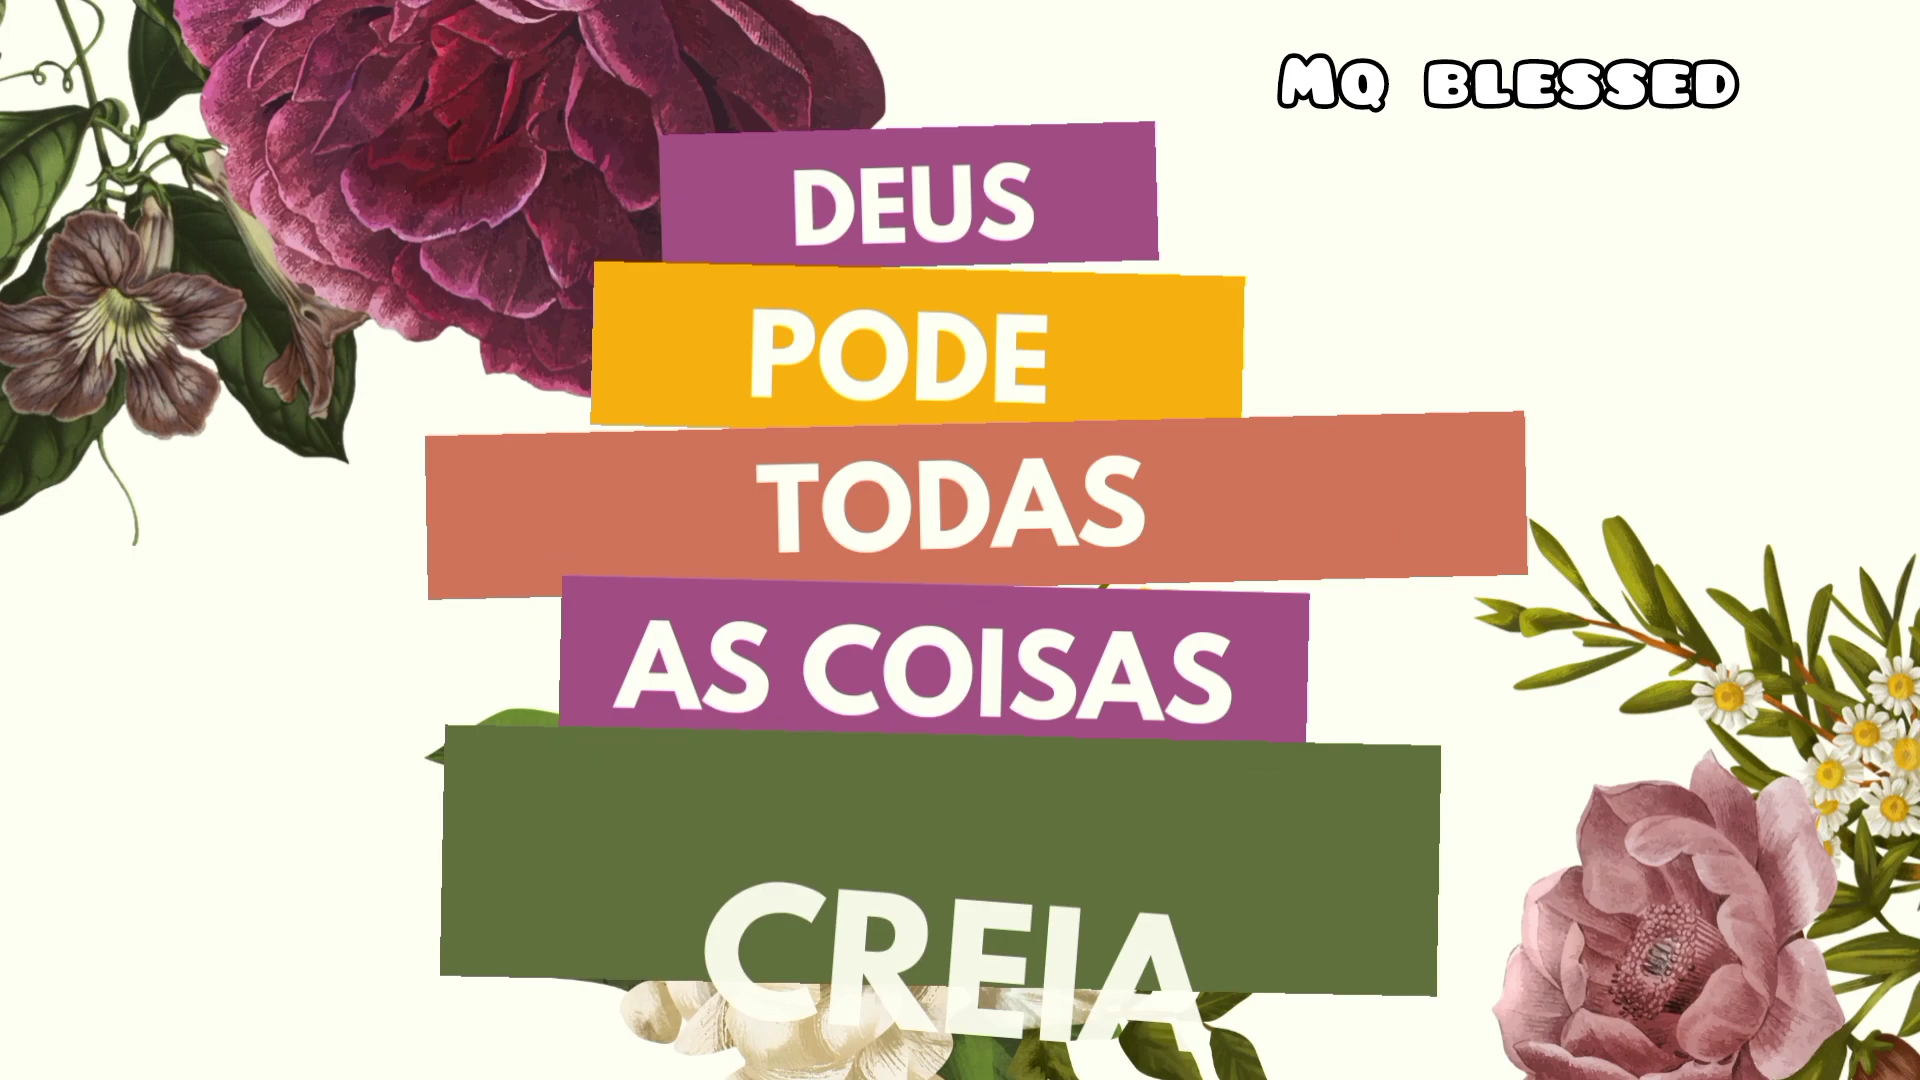 MQ BLESSED
DEUS
PODE
TODAS
AS COISAS
CREIA